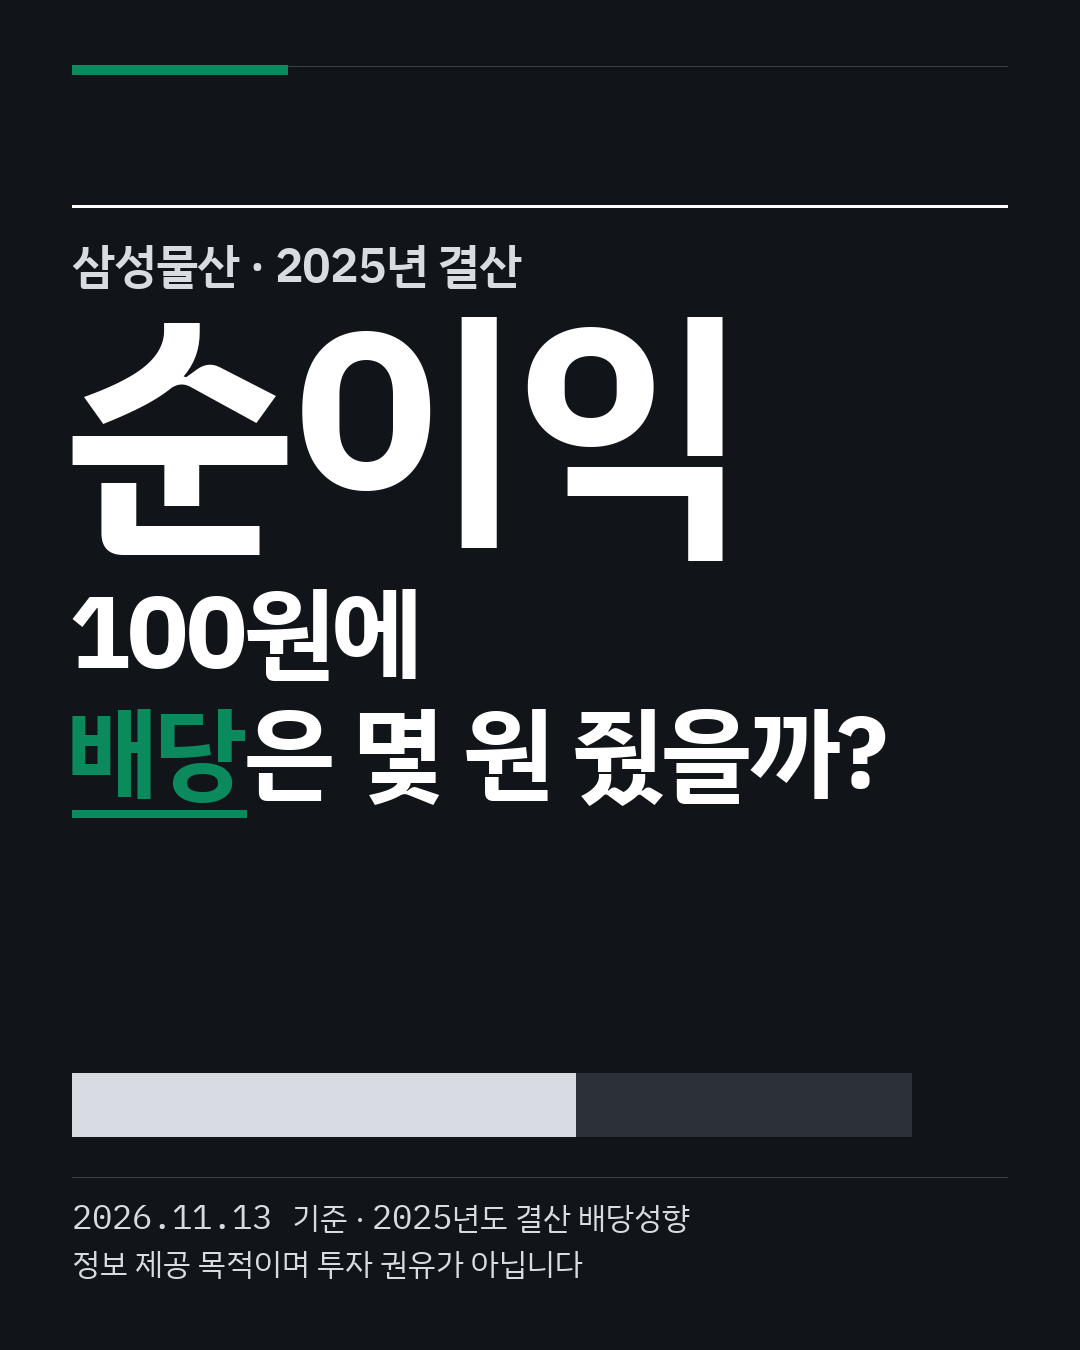 삼성물산 · 2025년 결산
순이익
100원에
배당은 몇 원 줬을까?
2026.11.13 기준 · 2025년도 결산 배당성향
정보 제공 목적이며 투자 권유가 아닙니다